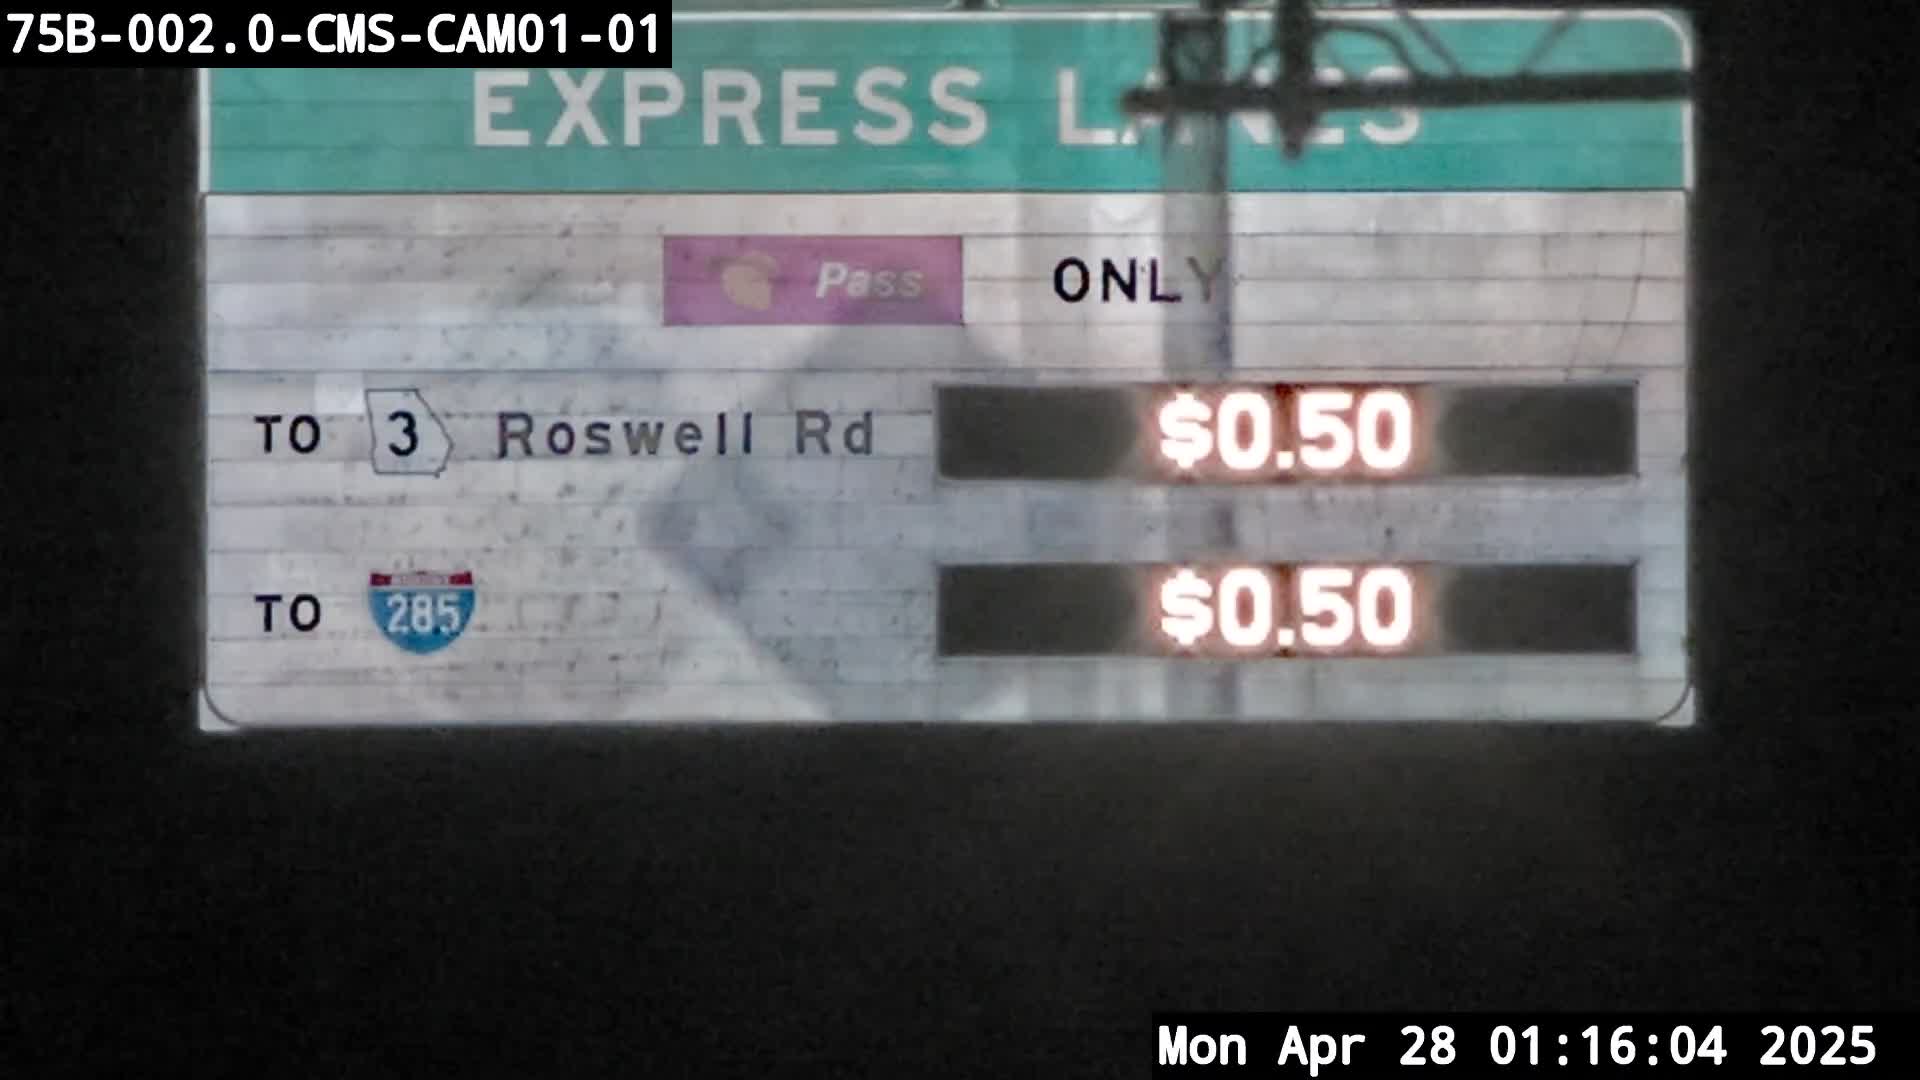 75B-002.0-CMS-CAM01-01
EXPRESS LANES
Pass ONLY
TO 3 Roswell Rd $0.50
TO 285 $0.50
Mon Apr 28 01:16:04 2025